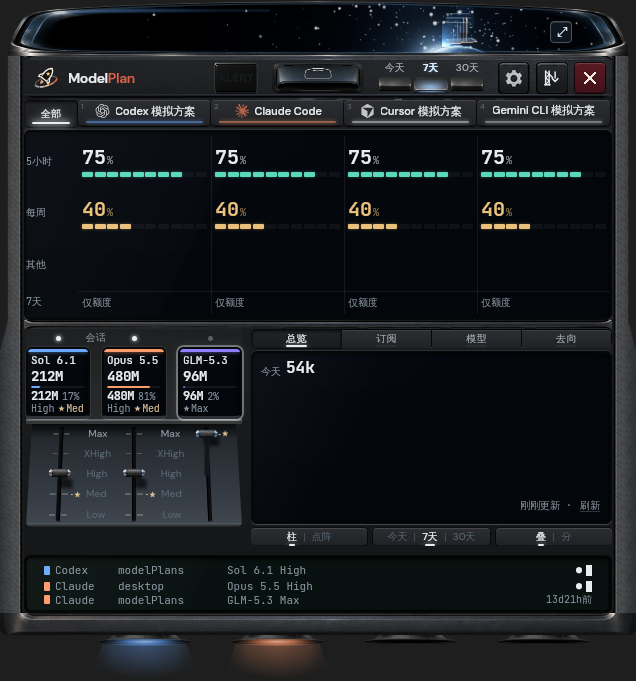 ModelPlan
ALERT
今天 7天 30天
全部
1 Codex 模拟方案
2 Claude Code
3 Cursor 模拟方案
4 Gemini CLI 模拟方案
5小时 75% 75% 75% 75%
每周 40% 40% 40% 40%
其他
7天 仅额度 仅额度 仅额度 仅额度
会话
Sol 6.1
212M
212M 17%
High ★Med
Opus 5.5
480M
480M 81%
High ★Med
GLM-5.3
96M
96M 2%
★Max
Max Max
XHigh XHigh
High High
Med Med
Low Low
总览 订阅 模型 去向
今天 54k
刚刚更新 · 刷新
柱 | 点阵
今天 | 7天 | 30天
叠 | 分
Codex modelPlans Sol 6.1 High
Claude desktop Opus 5.5 High
Claude modelPlans GLM-5.3 Max 13d21h前